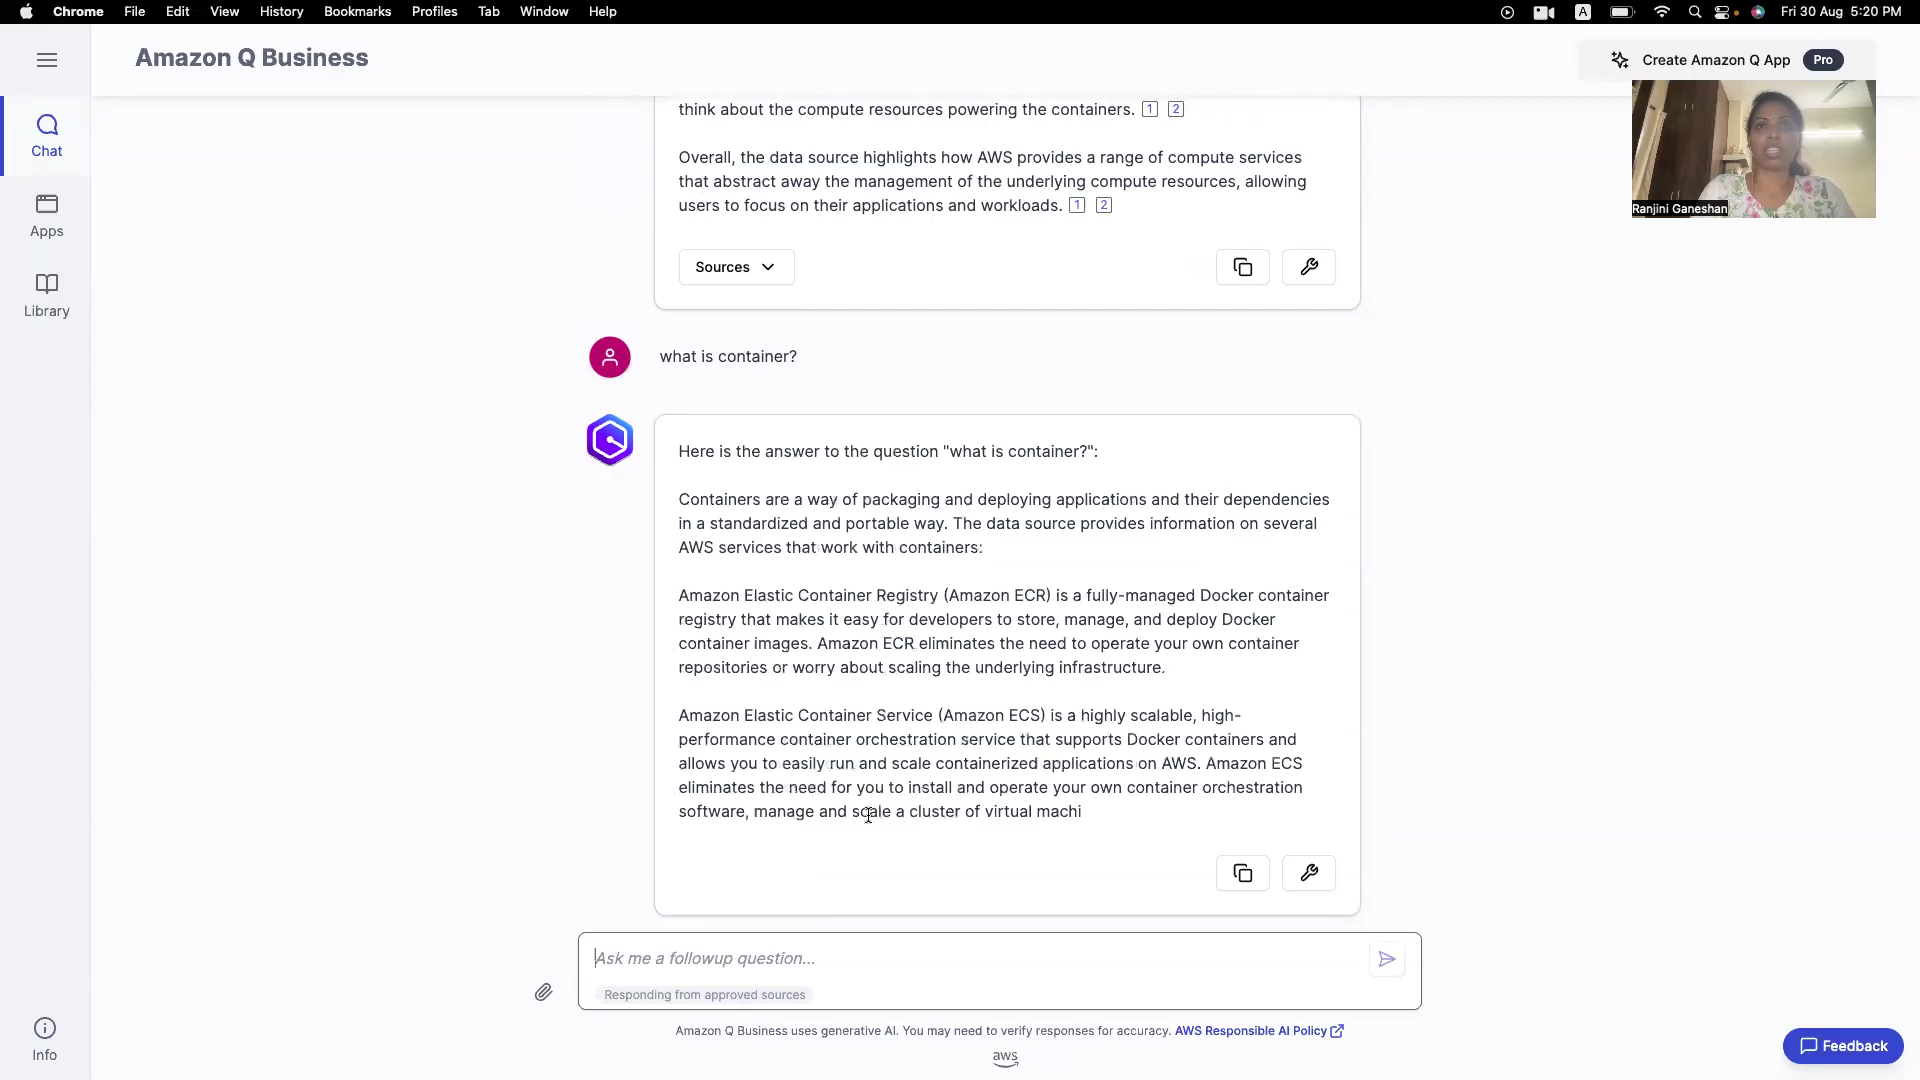 Chrome File Edit View History Bookmarks Profiles Tab Window Help A Fri 30 Aug 5:20 PM
Amazon Q Business
Create Amazon Q App Pro
Chat
Apps
Library
think about the compute resources powering the containers. 1 2
Ranjini Ganeshan
Overall, the data source highlights how AWS provides a range of compute services
that abstract away the management of the underlying compute resources, allowing
users to focus on their applications and workloads. 1 2
Sources
what is container?
Here is the answer to the question "what is container?":
Containers are a way of packaging and deploying applications and their dependencies
in a standardized and portable way. The data source provides information on several
AWS services that work with containers:
Amazon Elastic Container Registry (Amazon ECR) is a fully-managed Docker container
registry that makes it easy for developers to store, manage, and deploy Docker
container images. Amazon ECR eliminates the need to operate your own container
repositories or worry about scaling the underlying infrastructure.
Amazon Elastic Container Service (Amazon ECS) is a highly scalable, high-
performance container orchestration service that supports Docker containers and
allows you to easily run and scale containerized applications on AWS. Amazon ECS
eliminates the need for you to install and operate your own container orchestration
software, manage and scale a cluster of virtual machi
Ask me a followup question...
Responding from approved sources
Amazon Q Business uses generative AI. You may need to verify responses for accuracy. AWS Responsible AI Policy
aws
Info
Feedback